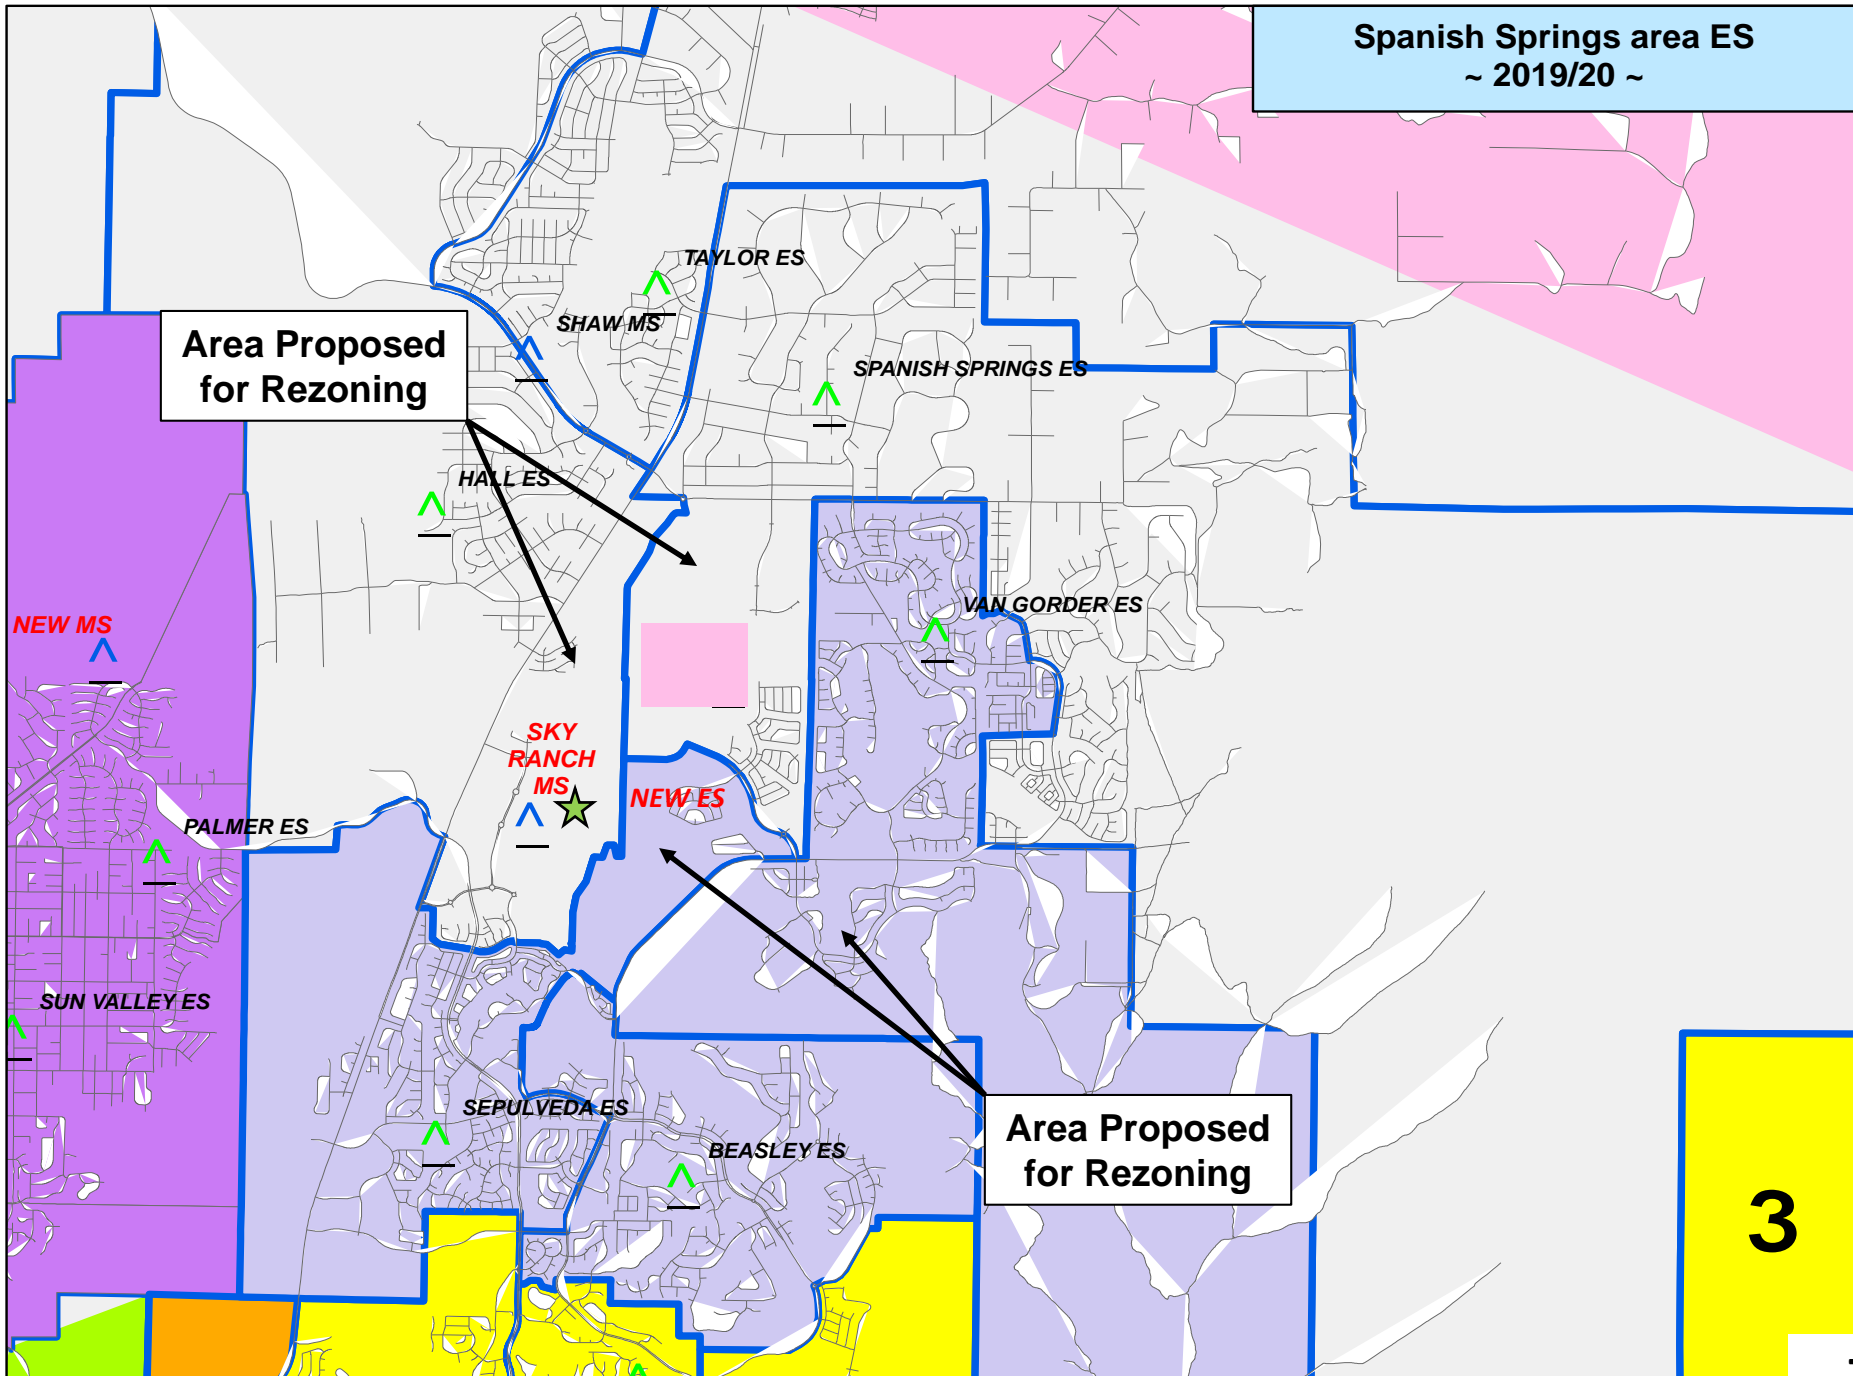 Spanish Springs area ES
~ 2019/20 ~
TAYLOR ES
SHAW MS
Area Proposed
for Rezoning
SPANISH SPRINGS ES
HALL ES
VAN GORDER ES
NEW MS
SKY
RANCH
MS
NEW ES
PALMER ES
SUN VALLEY ES
SEPULVEDA ES
Area Proposed
for Rezoning
BEASLEY ES
3